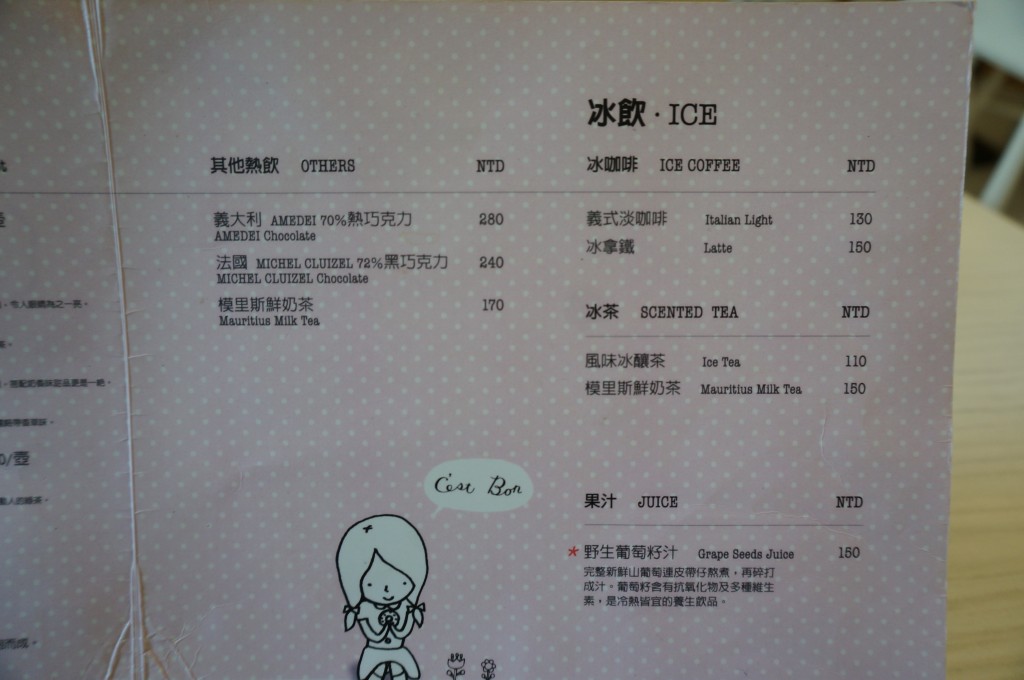 冰飲·ICE
其他熱飲 OTHERS NTD
義大利 AMEDEI 70%熱巧克力 280
AMEDEI Chocolate
法國 MICHEL CLUIZEL 72%黑巧克力 240
MICHEL CLUIZEL Chocolate
模里斯鮮奶茶 170
Mauritius Milk Tea
冰咖啡 ICE COFFEE NTD
義式淡咖啡 Italian Light 130
冰拿鐵 Latte 150
冰茶 SCENTED TEA NTD
風味冰釀茶 Ice Tea 110
模里斯鮮奶茶 Mauritius Milk Tea 150
果汁 JUICE NTD
*野生葡萄籽汁 Grape Seeds Juice 150
完整新鮮山葡萄連皮帶仔熬煮，再碎打
成汁。葡萄籽含有抗氧化物及多種維生
素，是冷熱皆宜的養生飲品。
C'est Bon
0/壺